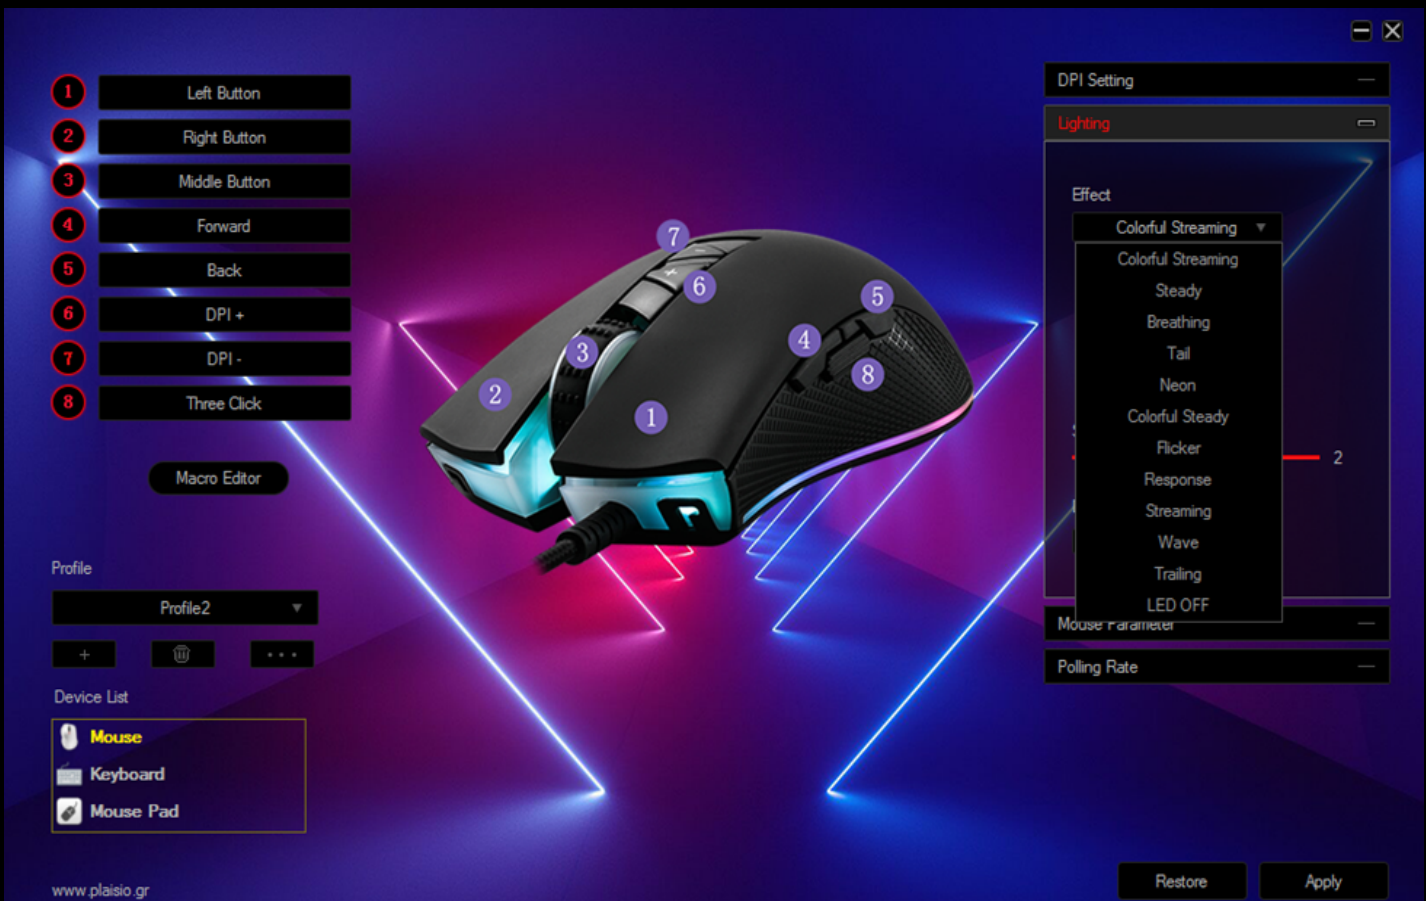 1 Left Button
2 Right Button
3 Middle Button
4 Forward
5 Back
6 DPI +
7 DPI -
8 Three Click
Macro Editor
Profile
Profile2
+
Device List
Mouse
Keyboard
Mouse Pad
www.plaisio.gr
7
-
+
6
5
4
3
8
2
1
DPI Setting
Lighting
Effect
Colorful Streaming
Colorful Streaming
Steady
Breathing
Tail
Neon
Colorful Steady
Flicker
Response
Streaming
Wave
Trailing
LED OFF
2
Mouse Parameter
Polling Rate
Restore
Apply